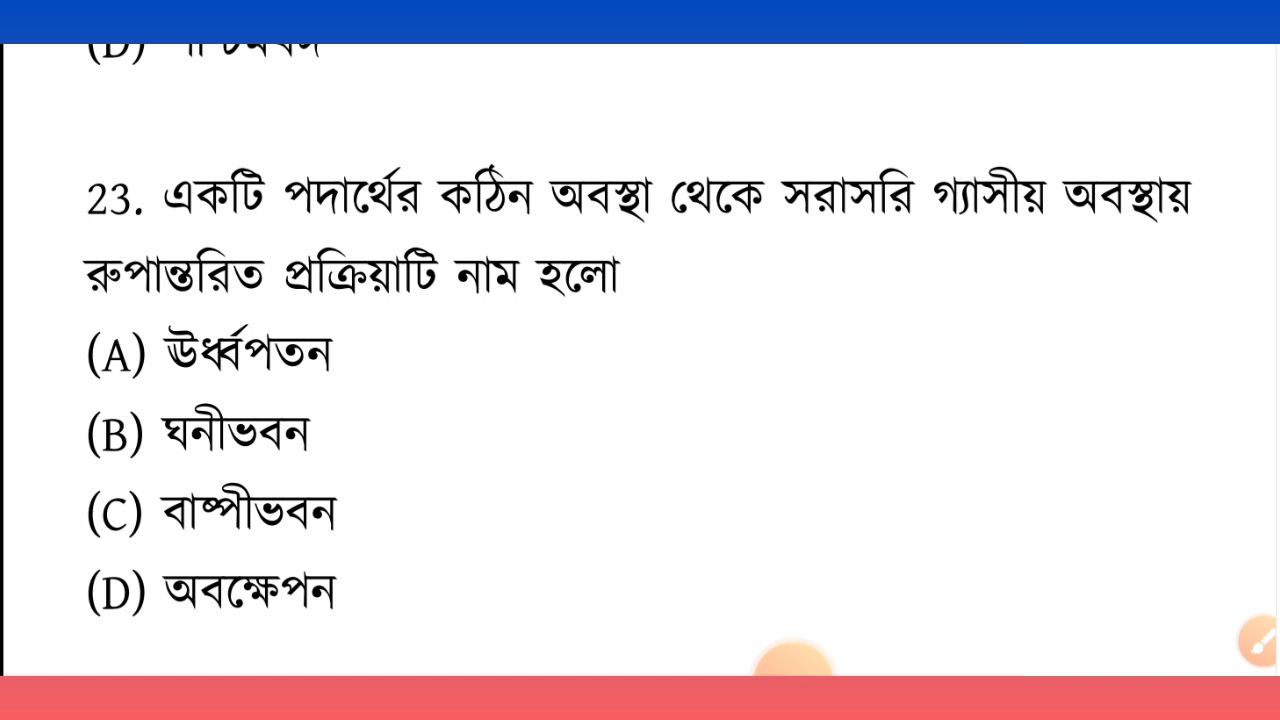 (D)
23. একটি পদার্থের কঠিন অবস্থা থেকে সরাসরি গ্যাসীয় অবস্থায়
রুপান্তরিত প্রক্রিয়াটি নাম হলো
(A) ঊর্ধ্বপতন
(B) ঘনীভবন
(C) বাষ্পীভবন
(D) অবক্ষেপন